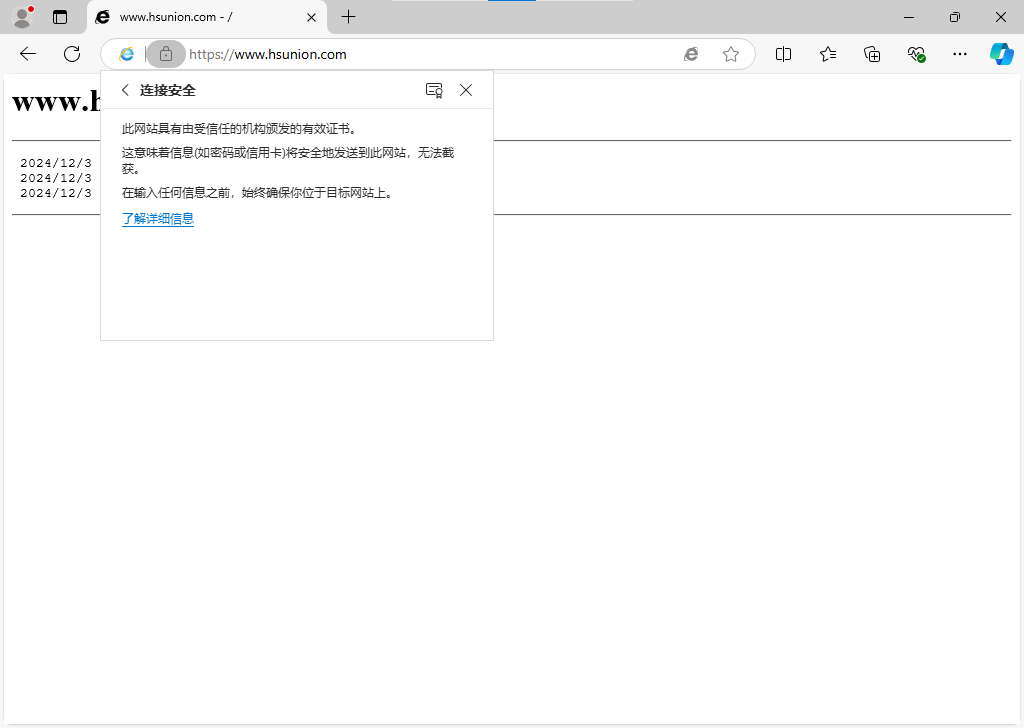 www.hsunion.com - /
https://www.hsunion.com
连接安全
www.h
此网站具有由受信任的机构颁发的有效证书。
这意味着信息(如密码或信用卡)将安全地发送到此网站，无法截
获。
在输入任何信息之前，始终确保你位于目标网站上。
了解详细信息
2024/12/3
2024/12/3
2024/12/3